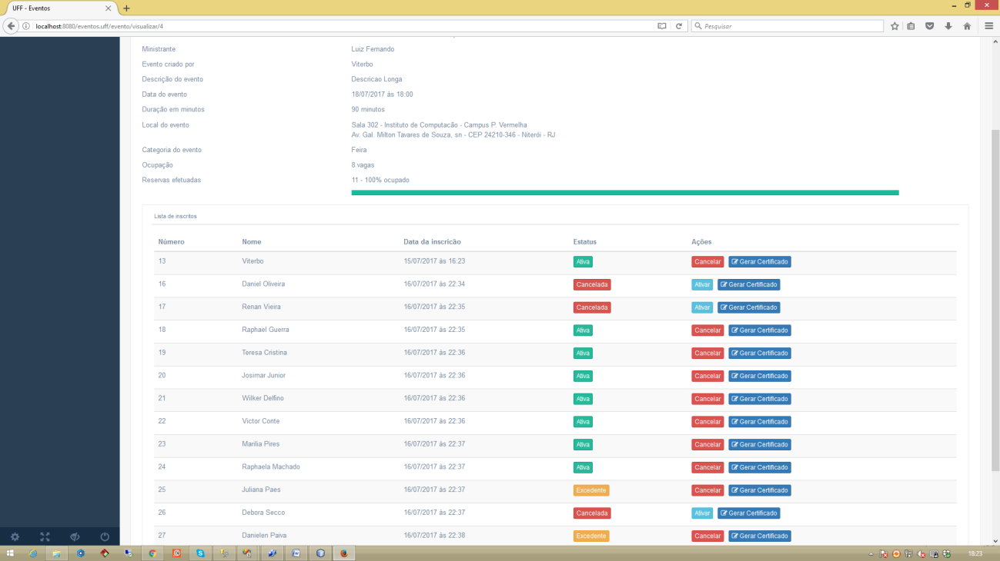 UFF - Eventos
localhost:8080/eventos.uff/evento/visualizar/4
Pesquisar
Ministrante Luiz Fernando
Evento criado por Viterbo
Descrição do evento Descricao Longa
Data do evento 18/07/2017 às 18:00
Duração em minutos 90 minutos
Local do evento Sala 302 - Instituto de Computacão - Campus P. Vermelha
Av. Gal. Milton Tavares de Souza, sn - CEP 24210-346 - Niterói - RJ
Categoria do evento Feira
Ocupação 8 vagas
Reservas efetuadas 11 - 100% ocupado
Lista de inscritos
Número Nome Data da inscricão Estatus Ações
13 Viterbo 15/07/2017 às 16:23 Ativa Cancelar Gerar Certificado
16 Daniel Oliveira 16/07/2017 às 22:34 Cancelada Ativar Gerar Certificado
17 Renan Vieira 16/07/2017 às 22:35 Cancelada Ativar Gerar Certificado
18 Raphael Guerra 16/07/2017 às 22:35 Ativa Cancelar Gerar Certificado
19 Teresa Cristina 16/07/2017 às 22:36 Ativa Cancelar Gerar Certificado
20 Josimar Junior 16/07/2017 às 22:36 Ativa Cancelar Gerar Certificado
21 Wilker Delfino 16/07/2017 às 22:36 Ativa Cancelar Gerar Certificado
22 Victor Conte 16/07/2017 às 22:36 Ativa Cancelar Gerar Certificado
23 Marilia Pires 16/07/2017 às 22:37 Ativa Cancelar Gerar Certificado
24 Raphaela Machado 16/07/2017 às 22:37 Ativa Cancelar Gerar Certificado
25 Juliana Paes 16/07/2017 às 22:37 Excedente Cancelar Gerar Certificado
26 Debora Secco 16/07/2017 às 22:37 Cancelada Ativar Gerar Certificado
27 Danielen Paiva 16/07/2017 às 22:38 Excedente Cancelar Gerar Certificado
18:23